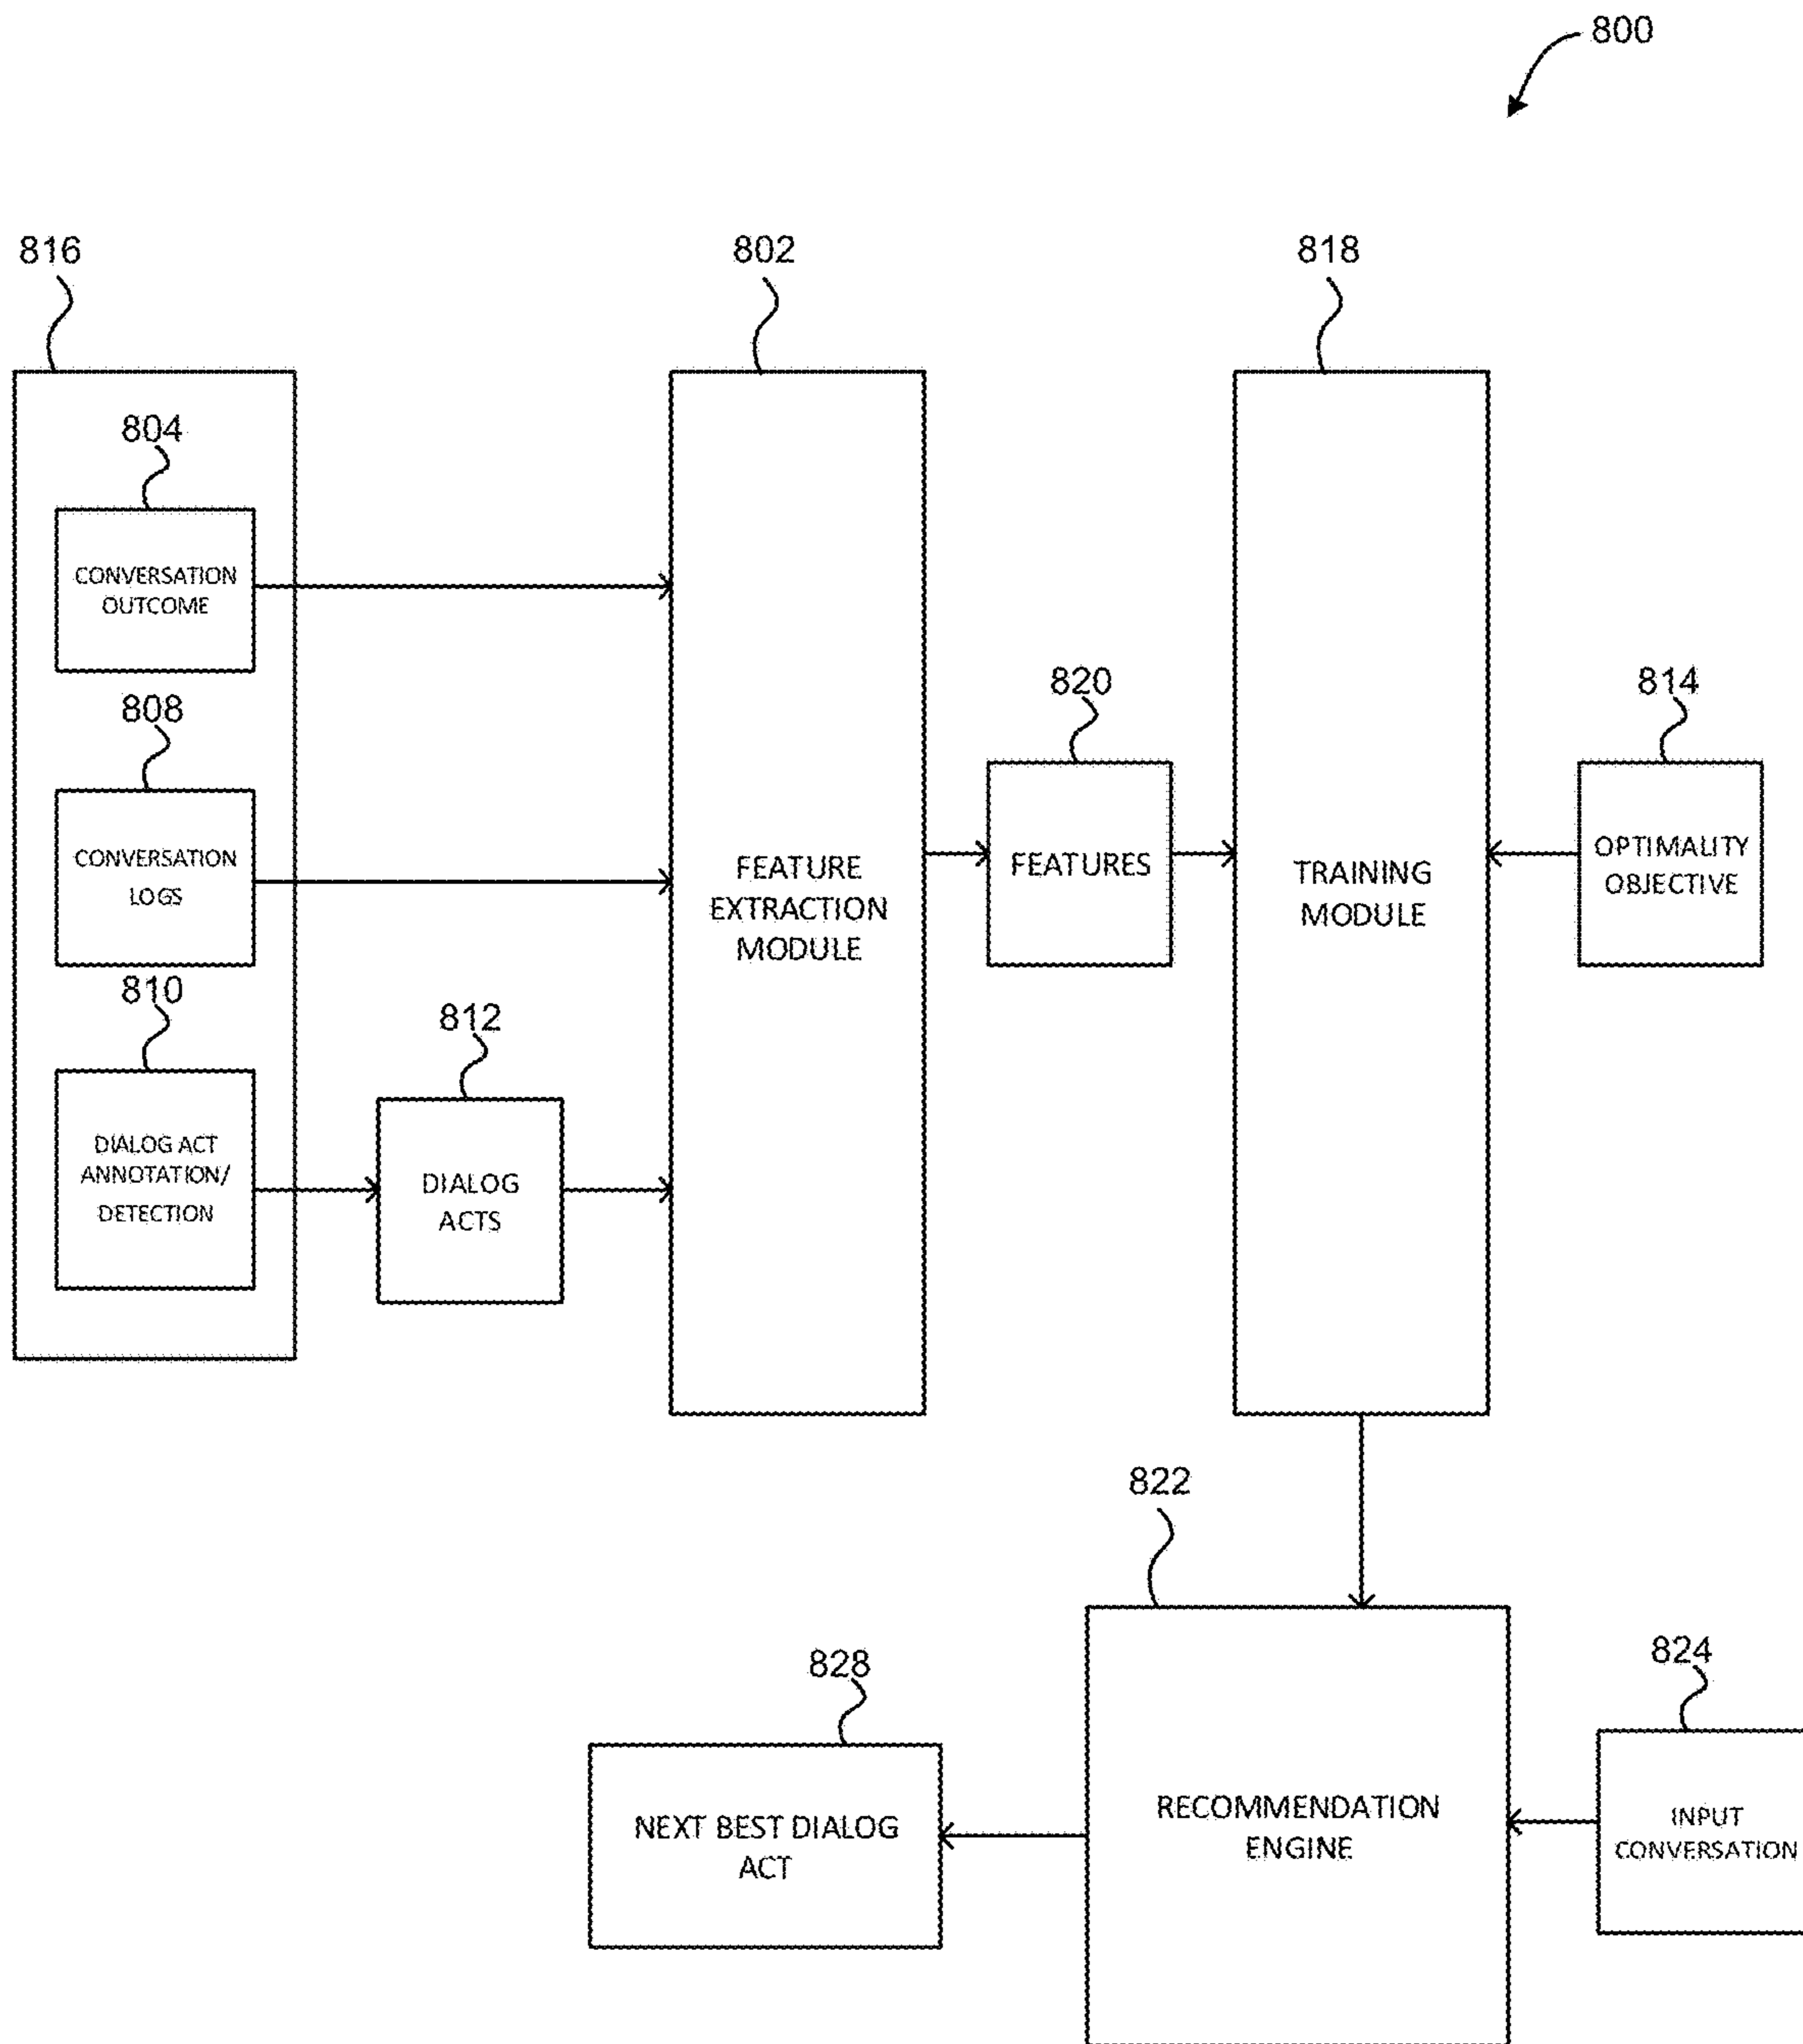 800
816
802
818
804
CONVERSATION
OUTCOME
808
CONVERSATION
LOGS
810
DIALOG ACT
ANNOTATION/
DETECTION
812
DIALOG
ACTS
FEATURE
EXTRACTION
MODULE
820
FEATURES
TRAINING
MODULE
814
OPTIMALITY
OBJECTIVE
822
828
824
NEXT BEST DIALOG
ACT
RECOMMENDATION
ENGINE
INPUT
CONVERSATION